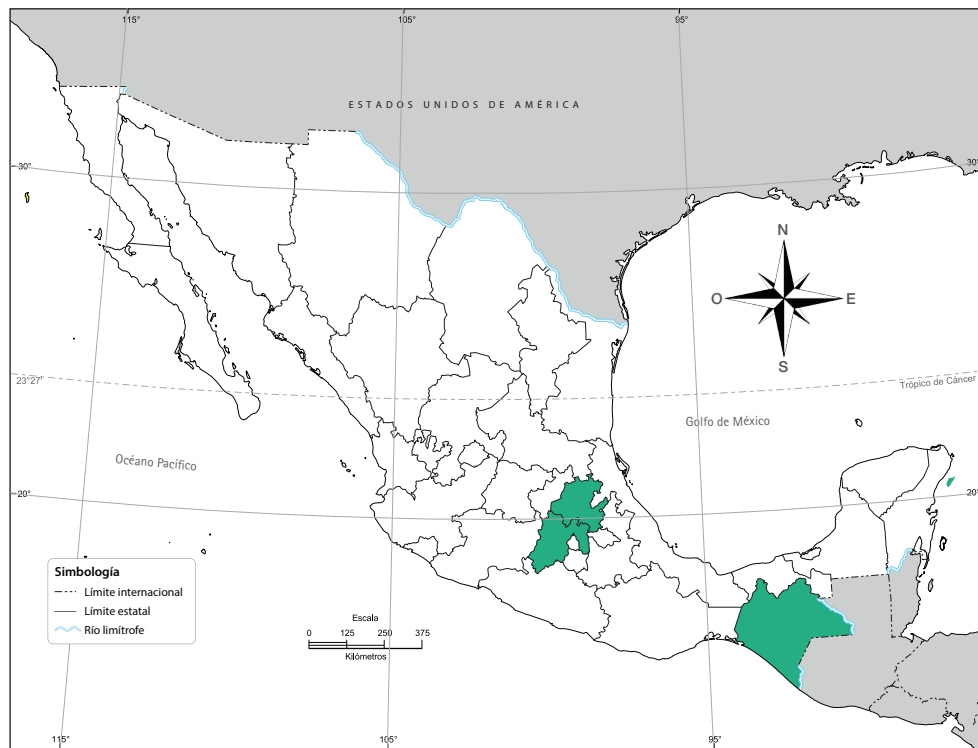 115°
105°
95°
ESTADOS UNIDOS DE AMÉRICA
30°
30°
N
O
E
S
23°27'
Trópico de Cáncer
Golfo de México
Océano Pacífico
20°
20°
Simbología
Límite internacional
Límite estatal
Río limítrofe
Escala
0 125 250 375
Kilómetros
115°
105°
95°